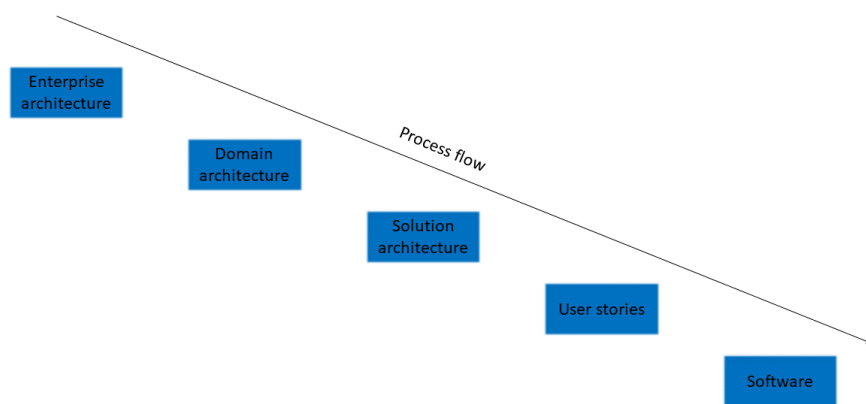 Enterprise
architecture
Domain
architecture
Process flow
Solution
architecture
User stories
Software